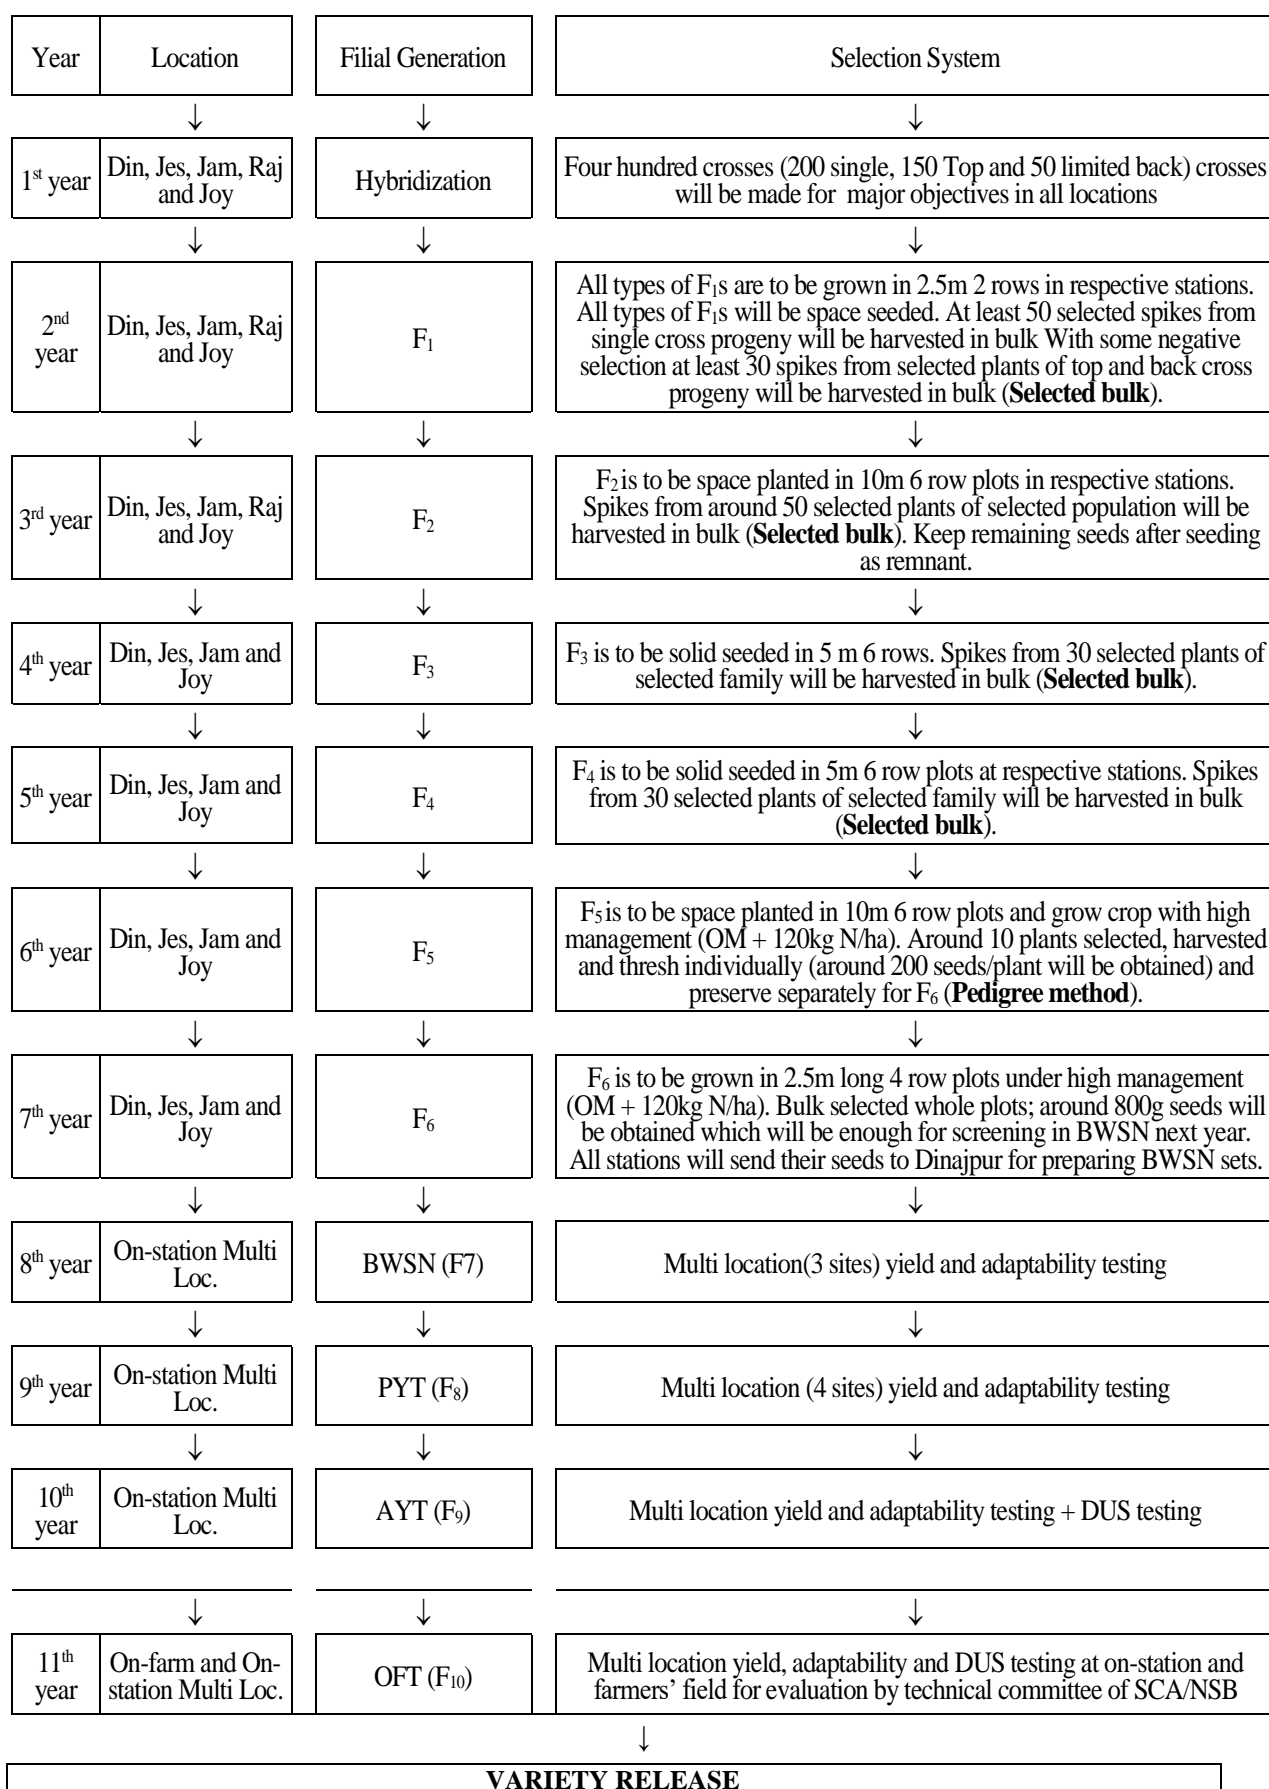 Year Location Filial Generation Selection System
↓ ↓ ↓
1st year
Din, Jes, Jam, Raj
and Joy
Hybridization
Four hundred crosses (200 single, 150 Top and 50 limited back) crosses
will be made for major objectives in all locations
↓ ↓ ↓
2nd
year
Din, Jes, Jam, Raj
and Joy
F1
All types of F1s are to be grown in 2.5m 2 rows in respective stations.
All types of F1s will be space seeded. At least 50 selected spikes from
single cross progeny will be harvested in bulk With some negative
selection at least 30 spikes from selected plants of top and back cross
progeny will be harvested in bulk (Selected bulk).
↓ ↓ ↓
3rd year
Din, Jes, Jam, Raj
and Joy
F2
F2 is to be space planted in 10m 6 row plots in respective stations.
Spikes from around 50 selected plants of selected population will be
harvested in bulk (Selected bulk). Keep remaining seeds after seeding
as remnant.
↓ ↓ ↓
4th year
Din, Jes, Jam and
Joy
F3
F3 is to be solid seeded in 5 m 6 rows. Spikes from 30 selected plants of
selected family will be harvested in bulk (Selected bulk).
↓ ↓ ↓
5th year
Din, Jes, Jam and
Joy
F4
F4 is to be solid seeded in 5m 6 row plots at respective stations. Spikes
from 30 selected plants of selected family will be harvested in bulk
(Selected bulk).
↓ ↓ ↓
6th year
Din, Jes, Jam and
Joy
F5
F5 is to be space planted in 10m 6 row plots and grow crop with high
management (OM + 120kg N/ha). Around 10 plants selected, harvested
and thresh individually (around 200 seeds/plant will be obtained) and
preserve separately for F6 (Pedigree method).
↓ ↓ ↓
7th year
Din, Jes, Jam and
Joy
F6
F6 is to be grown in 2.5m long 4 row plots under high management
(OM + 120kg N/ha). Bulk selected whole plots; around 800g seeds will
be obtained which will be enough for screening in BWSN next year.
All stations will send their seeds to Dinajpur for preparing BWSN sets.
↓ ↓ ↓
8th year
On-station Multi
Loc.
BWSN (F7)
Multi location(3 sites) yield and adaptability testing
↓ ↓ ↓
9th year
On-station Multi
Loc.
PYT (F8)
Multi location (4 sites) yield and adaptability testing
↓ ↓ ↓
10th
year
On-station Multi
Loc.
AYT (F9)
Multi location yield and adaptability testing + DUS testing
↓ ↓ ↓
11th
year
On-farm and On-
station Multi Loc.
OFT (F10)
Multi location yield, adaptability and DUS testing at on-station and
farmers' field for evaluation by technical committee of SCA/NSB
↓
VARIETY RELEASE